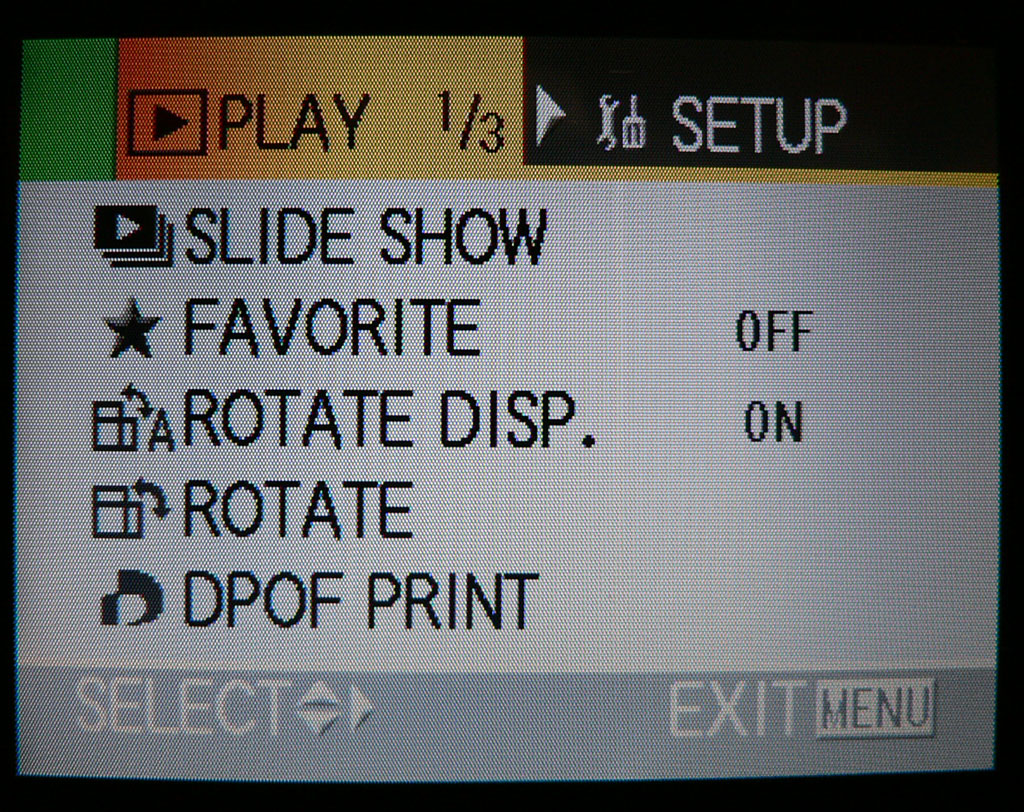 PLAY 1/3 SETUP
SLIDE SHOW
FAVORITE OFF
ROTATE DISP. ON
ROTATE
DPOF PRINT
SELECT EXIT MENU